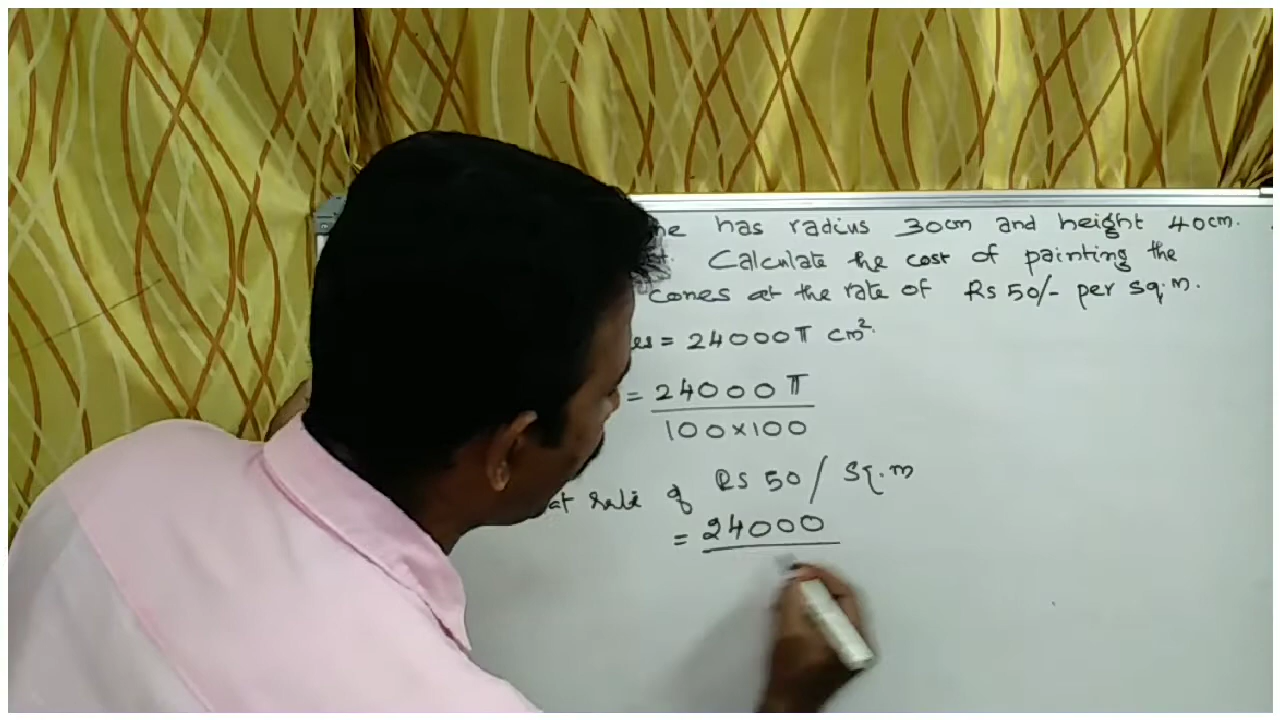 has radius 30cm and height 40cm.
Calculate the cost of painting the
cones at the rate of Rs 50/- per sq.m.
= 24000π cm².
= 24000π
100×100
at rate of Rs 50/ Sq.m
= 24000